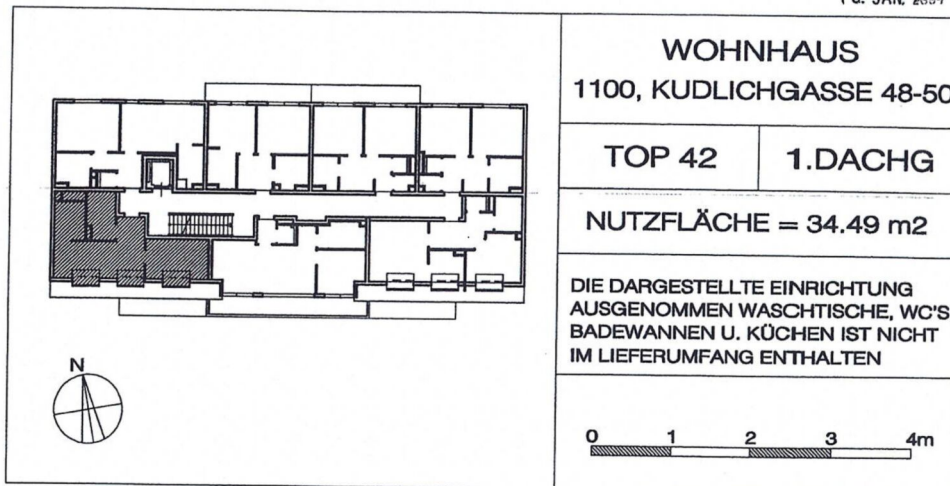 JAN.
WOHNHAUS
1100, KUDLICHGASSE 48-50
TOP 42
1.DACHG
NUTZFLÄCHE = 34.49 m2
DIE DARGESTELLTE EINRICHTUNG
AUSGENOMMEN WASCHTISCHE, WC'S
BADEWANNEN U. KÜCHEN IST NICHT
IM LIEFERUMFANG ENTHALTEN
N
0 1 2 3 4m